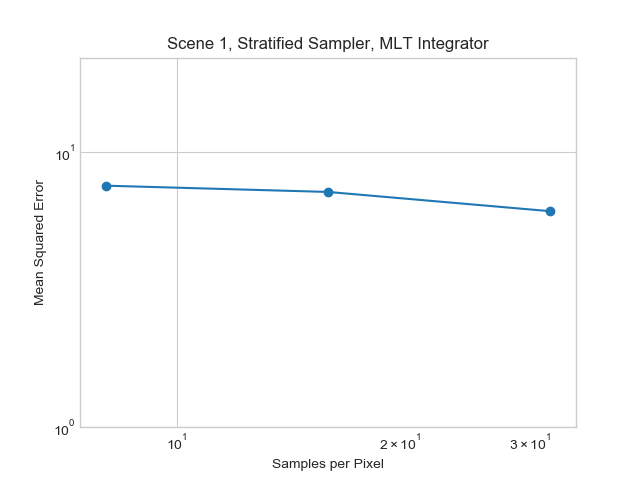 Scene 1, Stratified Sampler, MLT Integrator
Mean Squared Error
10¹
10⁰
10¹
2 × 10¹
3 × 10¹
Samples per Pixel